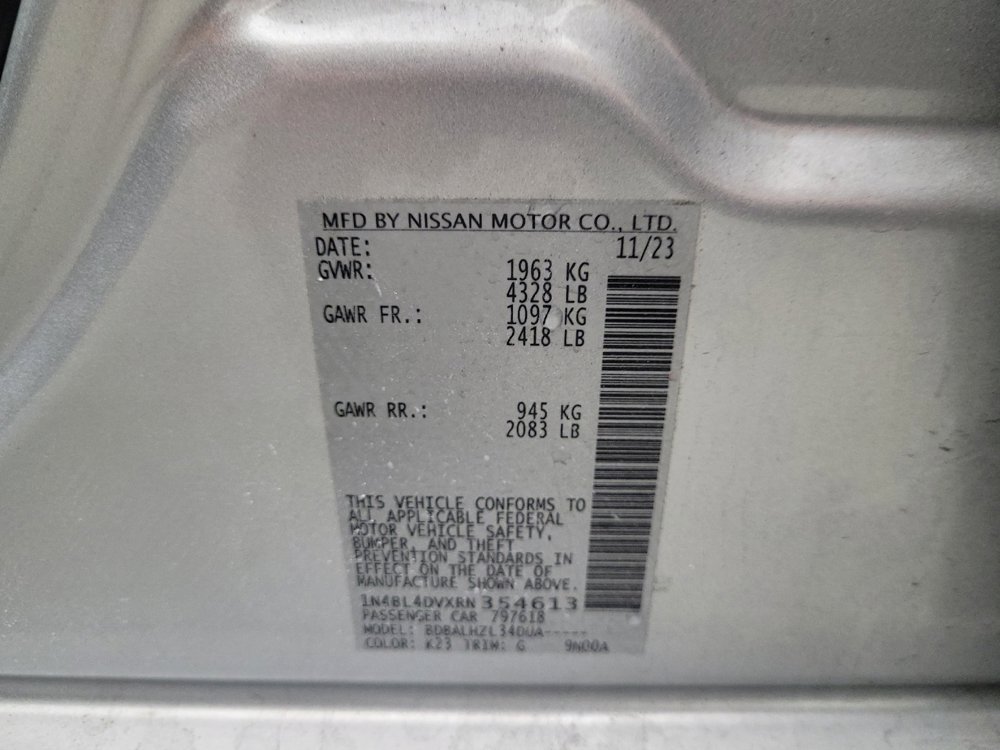 MFD BY NISSAN MOTOR CO., LTD.
DATE: 11/23
GVWR: 1963 KG
4328 LB
GAWR FR.: 1097 KG
2418 LB
GAWR RR.: 945 KG
2083 LB
THIS VEHICLE CONFORMS TO
ALL APPLICABLE FEDERAL
MOTOR VEHICLE SAFETY,
BUMPER, AND THEFT
PREVENTION STANDARDS IN
EFFECT ON THE DATE OF
MANUFACTURE SHOWN ABOVE.
1N4BL4DVXRN354613
PASSENGER CAR 797618
MODEL: BDBALHZL34DUA-----
COLOR: K23 TRIM: G 9N00A